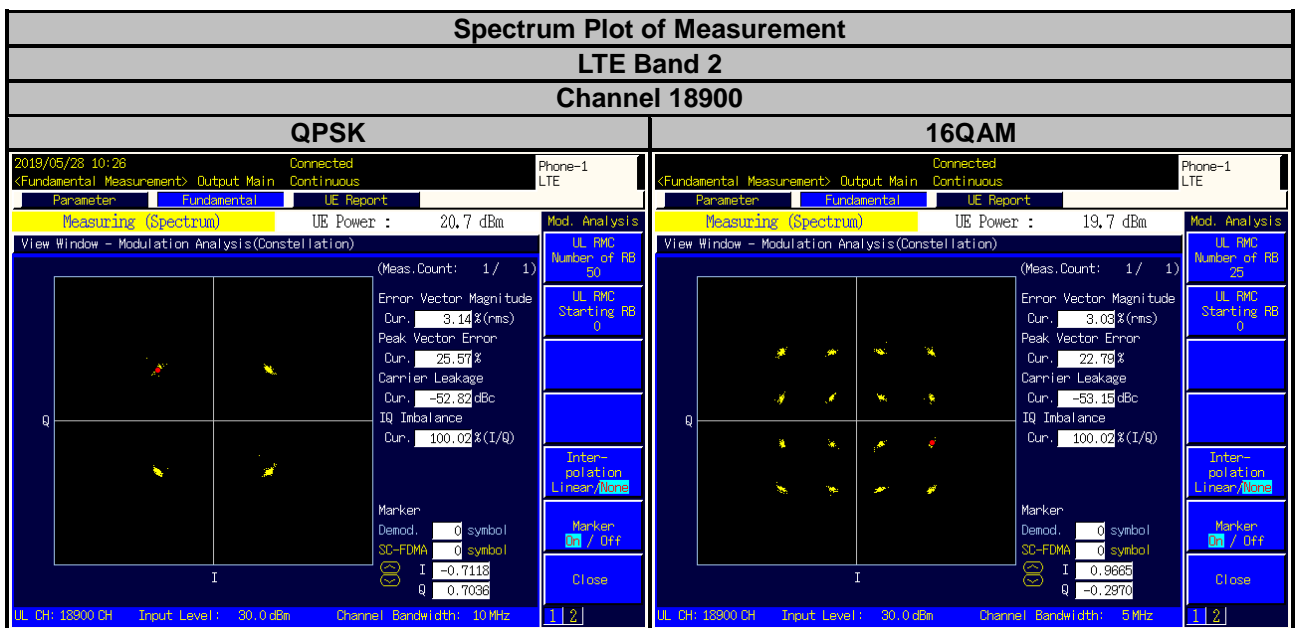 Spectrum Plot of Measurement
LTE Band 2
Channel 18900
QPSK
2019/05/28 10:26 Connected Phone-1
<Fundamental Measurement> Output Main Continuous LTE
Parameter Fundamental UE Report
Measuring (Spectrum) UE Power : 20.7 dBm Mod. Analysis
View Window - Modulation Analysis(Constellation)
UL RMC
Number of RB
50
(Meas.Count: 1/ 1)
Error Vector Magnitude
Cur. 3.14 %(rms)
UL RMC
Starting RB
0
Peak Vector Error
Cur. 25.57 %
Carrier Leakage
Cur. -52.82 dBc
IQ Imbalance
Cur. 100.02 %(I/Q)
Q
I
Inter-
polation
Linear/None
Marker
Demod. 0 symbol
SC-FDMA 0 symbol
I -0.7118
Q 0.7036
Marker
On / Off
Close
UL CH: 18900 CH Input Level: 30.0 dBm Channel Bandwidth: 10 MHz 1 2
16QAM
Connected Phone-1
<Fundamental Measurement> Output Main Continuous LTE
Parameter Fundamental UE Report
Measuring (Spectrum) UE Power : 19.7 dBm Mod. Analysis
View Window - Modulation Analysis(Constellation)
UL RMC
Number of RB
25
(Meas.Count: 1/ 1)
Error Vector Magnitude
Cur. 3.03 %(rms)
UL RMC
Starting RB
0
Peak Vector Error
Cur. 22.79 %
Carrier Leakage
Cur. -53.15 dBc
IQ Imbalance
Cur. 100.02 %(I/Q)
Q
I
Inter-
polation
Linear/None
Marker
Demod. 0 symbol
SC-FDMA 0 symbol
I 0.9665
Q -0.2970
Marker
On / Off
Close
UL CH: 18900 CH Input Level: 30.0 dBm Channel Bandwidth: 5 MHz 1 2